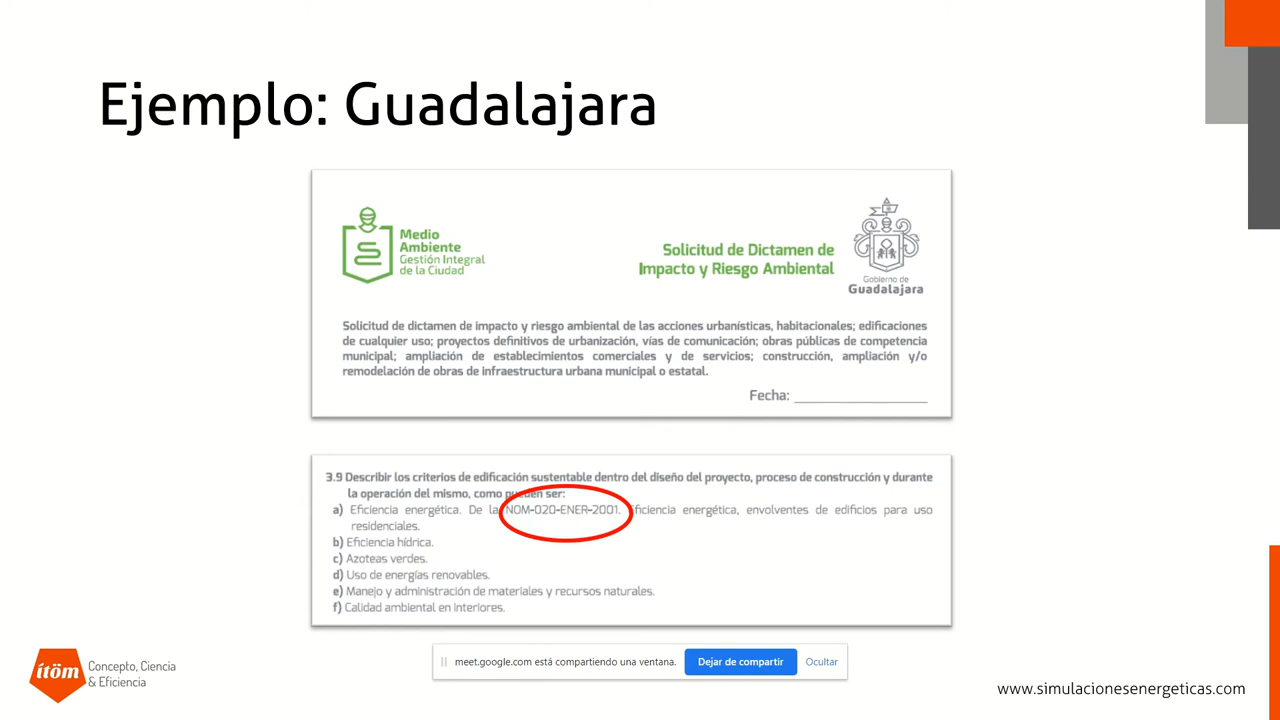 Ejemplo: Guadalajara
Medio
Ambiente
Gestión Integral
de la Ciudad
Solicitud de Dictamen de
Impacto y Riesgo Ambiental
Gobierno de
Guadalajara
Solicitud de dictamen de impacto y riesgo ambiental de las acciones urbanísticas, habitacionales; edificaciones
de cualquier uso; proyectos definitivos de urbanización, vías de comunicación; obras públicas de competencia
municipal; ampliación de establecimientos comerciales y de servicios; construcción, ampliación y/o
remodelación de obras de infraestructura urbana municipal o estatal.
Fecha: ________________
3.9 Describir los criterios de edificación sustentable dentro del diseño del proyecto, proceso de construcción y durante
la operación del mismo, como pueden ser:
a) Eficiencia energética. De la NOM-020-ENER-2001. Eficiencia energética, envolventes de edificios para uso
residenciales.
b) Eficiencia hídrica.
c) Azoteas verdes.
d) Uso de energías renovables.
e) Manejo y administración de materiales y recursos naturales.
f) Calidad ambiental en interiores.
meet.google.com está compartiendo una ventana. Dejar de compartir Ocultar
ítöm Concepto, Ciencia
& Eficiencia
www.simulacionesenergeticas.com